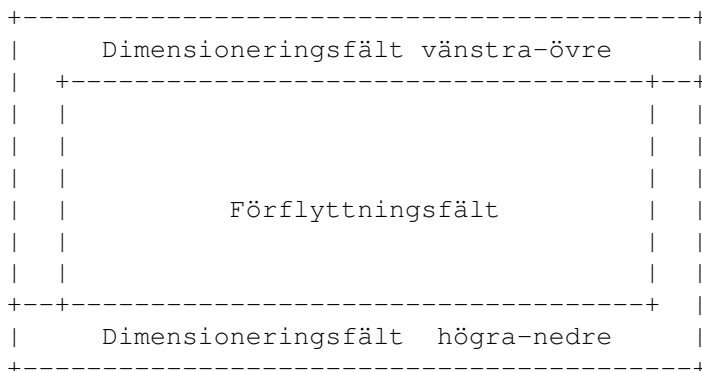 Dimensioneringsfält vänstra-övre
Förflyttningsfält
Dimensioneringsfält högra-nedre